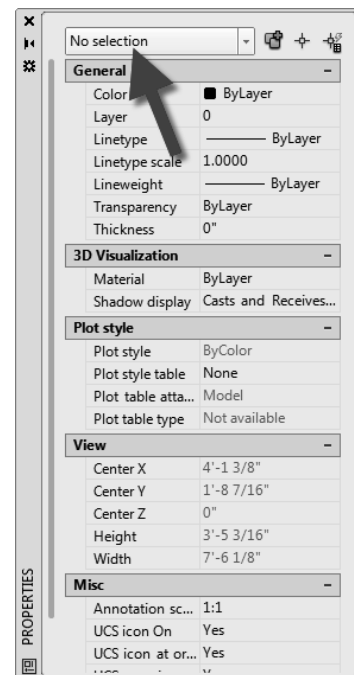 No selection
General
Color ByLayer
Layer 0
Linetype ByLayer
Linetype scale 1.0000
Lineweight ByLayer
Transparency ByLayer
Thickness 0"
3D Visualization
Material ByLayer
Shadow display Casts and Receives...
Plot style
Plot style ByColor
Plot style table None
Plot table atta... Model
Plot table type Not available
View
Center X 4'-1 3/8"
Center Y 1'-8 7/16"
Center Z 0"
Height 3'-5 3/16"
Width 7'-6 1/8"
Misc
Annotation sc... 1:1
UCS icon On Yes
UCS icon at or... Yes
PROPERTIES